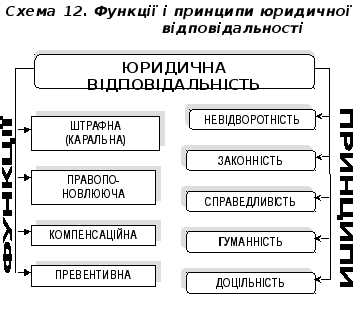 Схема 12. Функції і принципи юридичної
відповідальності
ЮРИДИЧНА
ВІДПОВІДАЛЬНІСТЬ
ФУНКЦІЇ
ШТРАФНА
(КАРАЛЬНА)
ПРАВОПО-
НОВЛЮЮЧА
КОМПЕНСАЦІЙНА
ПРЕВЕНТИВНА
НЕВІДВОРОТНІСТЬ
ЗАКОННІСТЬ
СПРАВЕДЛИВІСТЬ
ГУМАННІСТЬ
ДОЦІЛЬНІСТЬ
ПРИНЦИПИ